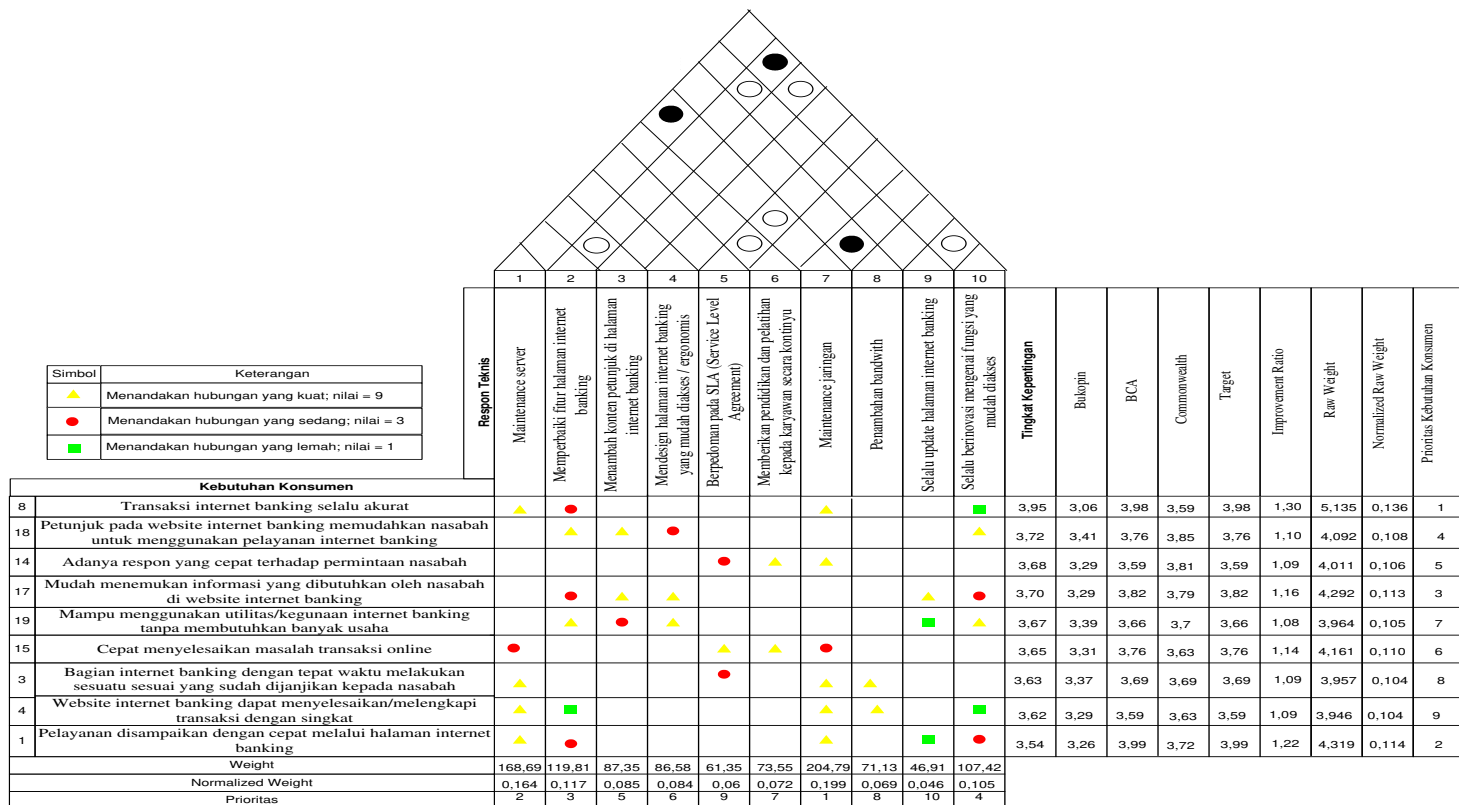 1 2 3 4 5 6 7 8 9 10
Respon Teknis
Maintenance server
Memperbaiki fitur halaman internet
banking
Menambah konten petunjuk di halaman
internet banking
Mendesign halaman internet banking
yang mudah diakses / ergonomis
Berpedoman pada SLA (Service Level
Agreement)
Memberikan pendidikan dan pelatihan
kepada karyawan secara kontinyu
Maintenance jaringan
Penambahan bandwith
Selalu update halaman internet banking
Selalu berinovasi mengenai fungsi yang
mudah diakses
Tingkat Kepentingan
Bukopin
BCA
Commonwealth
Target
Improvement Ratio
Raw Weight
Normalized Raw Weight
Prioritas Kebutuhan Konsumen
Simbol Keterangan
Menandakan hubungan yang kuat; nilai = 9
Menandakan hubungan yang sedang; nilai = 3
Menandakan hubungan yang lemah; nilai = 1
Kebutuhan Konsumen
8 Transaksi internet banking selalu akurat 3,95 3,06 3,98 3,59 3,98 1,30 5,135 0,136 1
18 Petunjuk pada website internet banking memudahkan nasabah
untuk menggunakan pelayanan internet banking 3,72 3,41 3,76 3,85 3,76 1,10 4,092 0,108 4
14 Adanya respon yang cepat terhadap permintaan nasabah 3,68 3,29 3,59 3,81 3,59 1,09 4,011 0,106 5
17 Mudah menemukan informasi yang dibutuhkan oleh nasabah
di website internet banking 3,70 3,29 3,82 3,79 3,82 1,16 4,292 0,113 3
19 Mampu menggunakan utilitas/kegunaan internet banking
tanpa membutuhkan banyak usaha 3,67 3,39 3,66 3,7 3,66 1,08 3,964 0,105 7
15 Cepat menyelesaikan masalah transaksi online 3,65 3,31 3,76 3,63 3,76 1,14 4,161 0,110 6
3 Bagian internet banking dengan tepat waktu melakukan
sesuatu sesuai yang sudah dijanjikan kepada nasabah 3,63 3,37 3,69 3,69 3,69 1,09 3,957 0,104 8
4 Website internet banking dapat menyelesaikan/melengkapi
transaksi dengan singkat 3,62 3,29 3,59 3,63 3,59 1,09 3,946 0,104 9
1 Pelayanan disampaikan dengan cepat melalui halaman internet
banking 3,54 3,26 3,99 3,72 3,99 1,22 4,319 0,114 2
Weight 168,69 119,81 87,35 86,58 61,35 73,55 204,79 71,13 46,91 107,42
Normalized Weight 0,164 0,117 0,085 0,084 0,06 0,072 0,199 0,069 0,046 0,105
Prioritas 2 3 5 6 9 7 1 8 10 4